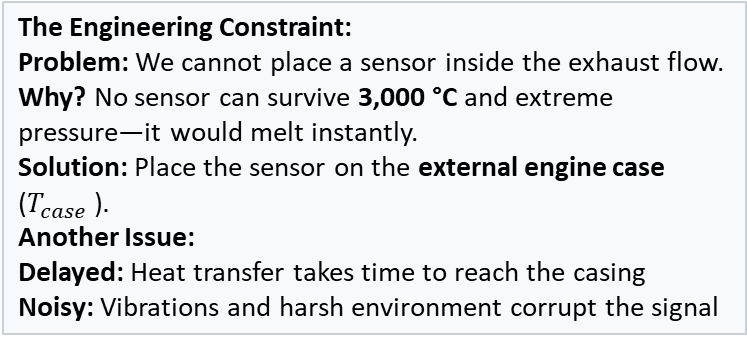 The Engineering Constraint:
Problem: We cannot place a sensor inside the exhaust flow.
Why? No sensor can survive 3,000 °C and extreme
pressure—it would melt instantly.
Solution: Place the sensor on the external engine case
(T_case ).
Another Issue:
Delayed: Heat transfer takes time to reach the casing
Noisy: Vibrations and harsh environment corrupt the signal